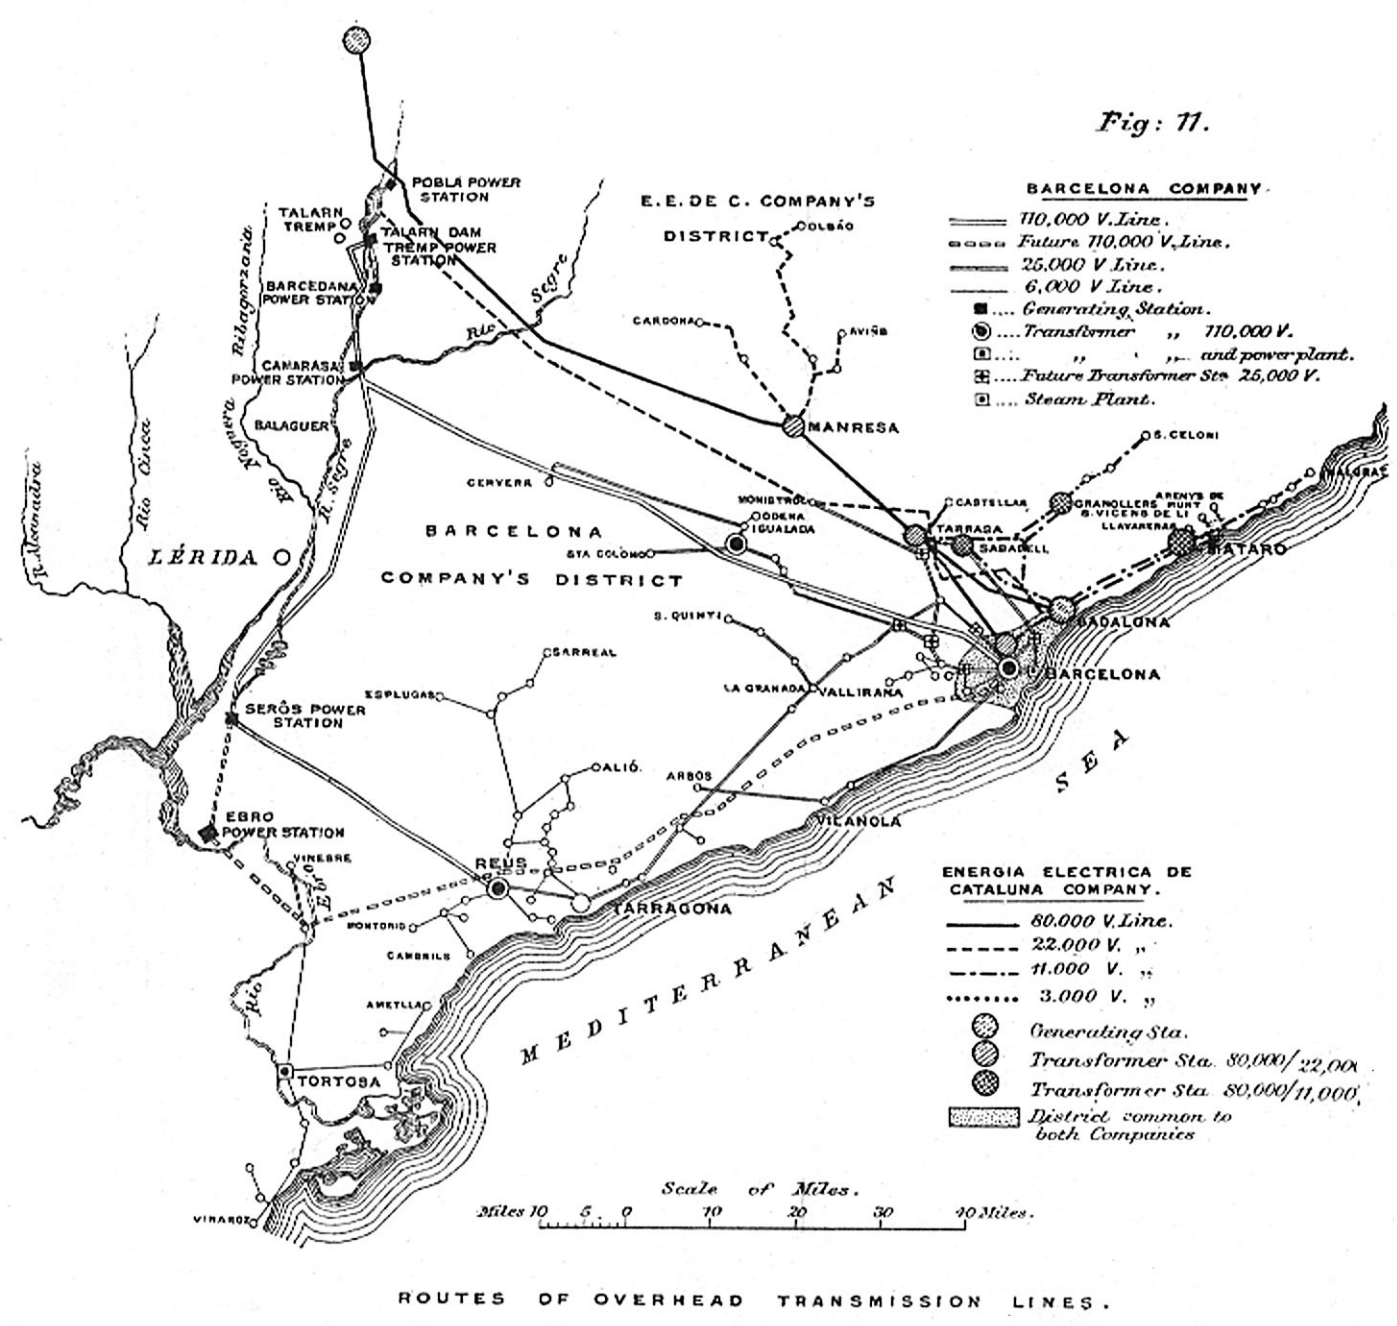 Fig: 11.
BARCELONA COMPANY.
110,000 V. Line.
Future 110,000 V. Line.
25,000 V Line.
6,000 V Line.
Generating Station.
Transformer „ 110,000 V.
„ „ and power plant.
Future Transformer Sta 25,000 V.
Steam Plant.
POBLA POWER
STATION
TALARN
TREMP
TALARN DAM
TREMP POWER
STATION
E.E. DE C. COMPANY'S
DISTRICT
OLBÁO
BARCEDANA
POWER STATION
Rio Segre
CARDONA
AVIÑO
Rio Noguera Ribagorzania
CAMARASA
POWER STATION
BALAGUER
R. Segre
Rio Cinca
MANRESA
S. CELONI
CERVERA
MONISTROL
CASTELLAR
GRANOLLERS
ARENYS DE
MUNT
S. VICENS DE LL
LLAVANERAS
ODENA
IGUALADA
TARRASA
SABADELL
MATARO
BARCELONA
COMPANY'S DISTRICT
STA COLOMO
LÉRIDA
S. QUINTI
BADALONA
SARREAL
ESPLUGAS
LA GRANADA
VALLIRANA
BARCELONA
SERÓS POWER
STATION
ALIÓ.
ARBOS
VILANOLA
EBRO
POWER STATION
VINEBRE
REUS
TARRAGONA
MONTORIO
CAMBRILS
Rio Ebro
AMETLLA
TORTOSA
VINAROZ
MEDITERRANEAN SEA
ENERGIA ELECTRICA DE
CATALUNA COMPANY.
80.000 V. Line.
22.000 V. „
11.000 V. „
3.000 V. „
Generating Sta.
Transformer Sta. 80,000/22,00
Transformer Sta 80,000/11,000
District common to
both Companies
Scale of Miles.
Miles 10 5 0 10 20 30 40 Miles.
ROUTES OF OVERHEAD TRANSMISSION LINES.